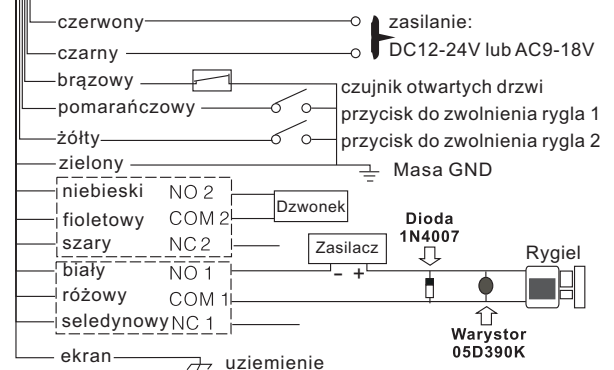 czerwony
zasilanie:
czarny
DC12-24V lub AC9-18V
brązowy
czujnik otwartych drzwi
pomarańczowy
przycisk do zwolnienia rygla 1
żółty
przycisk do zwolnienia rygla 2
zielony
Masa GND
niebieski NO 2
Dzwonek
fioletowy COM 2
szary NC 2
Dioda
1N4007
Zasilacz
Rygiel
biały NO 1
- +
różowy COM 1
seledynowy NC 1
Warystor
05D390K
ekran
uziemienie